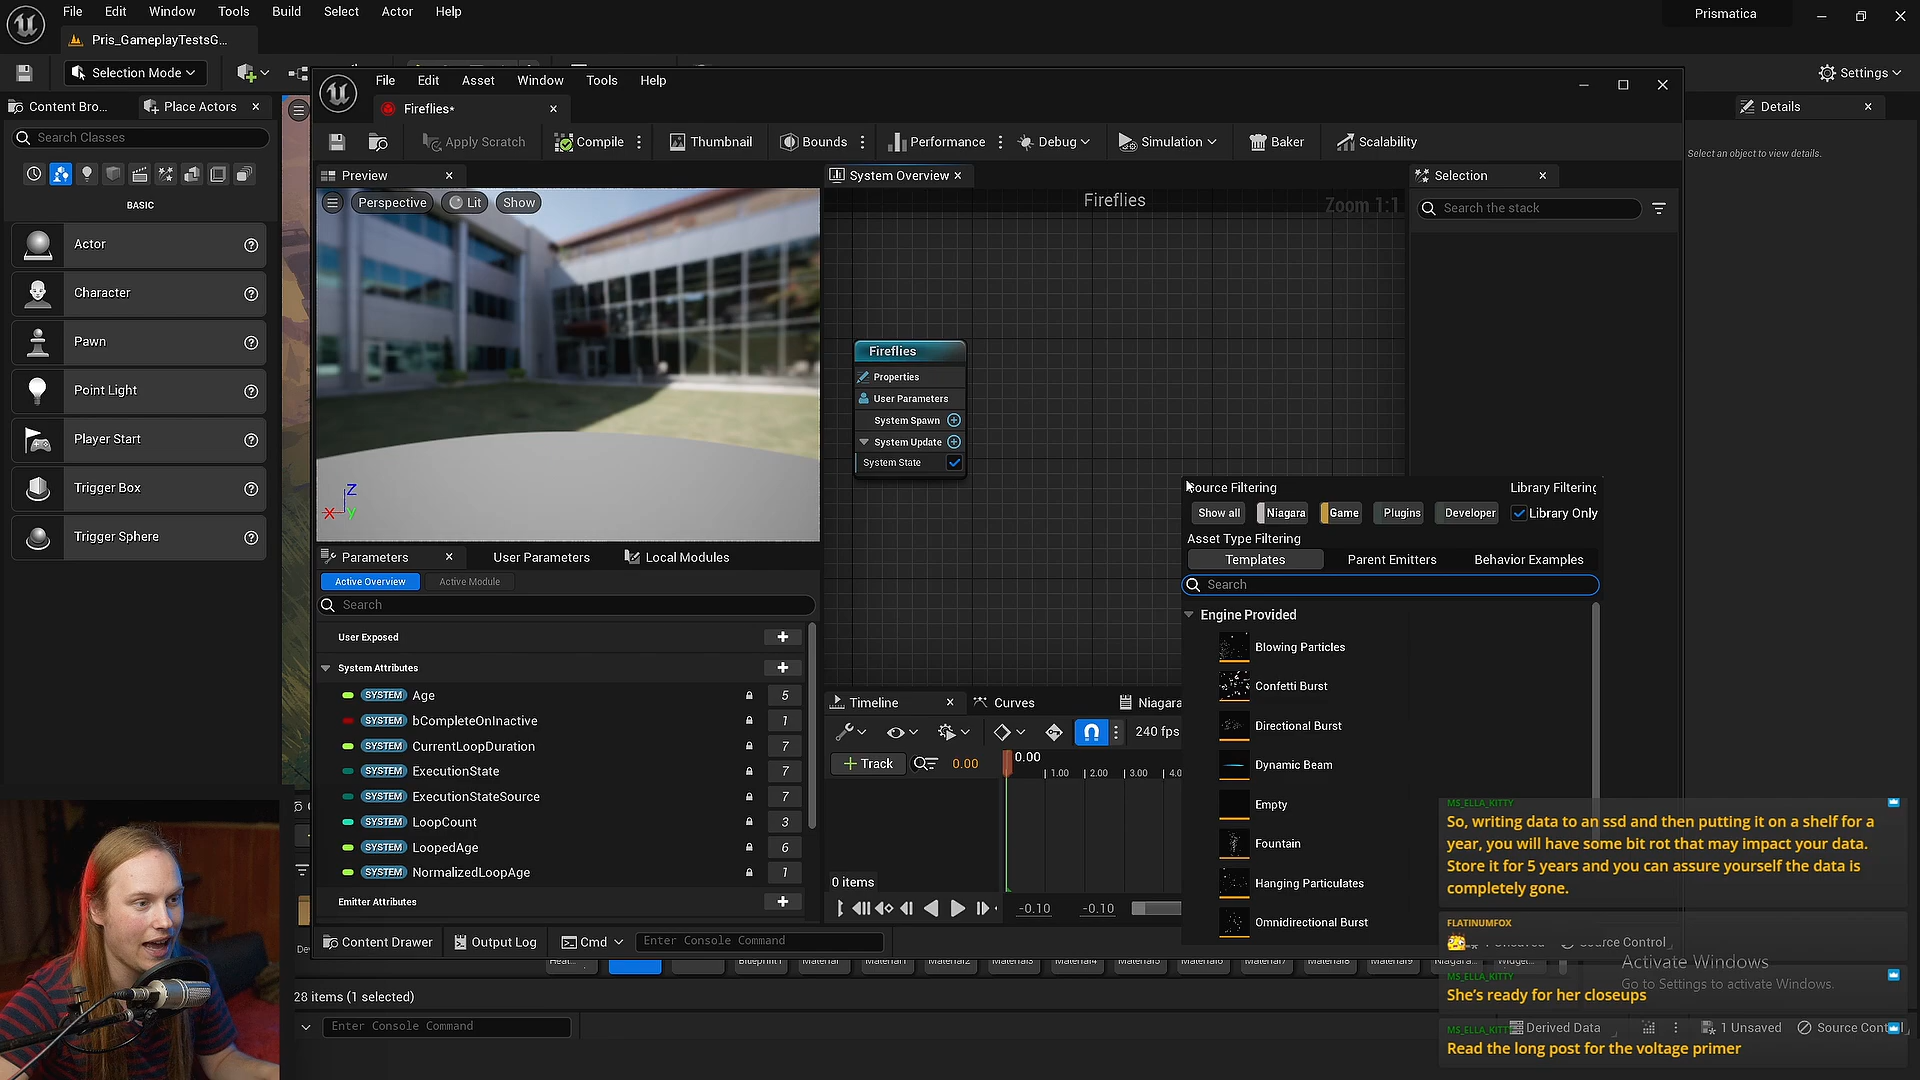 File Edit Window Tools Build Select Actor Help
Prismatica
Pris_GameplayTestsG...
Selection Mode
Settings
File Edit Asset Window Tools Help
Content Bro...
Place Actors
Fireflies*
Details
Search Classes
Apply Scratch
Compile
Thumbnail
Bounds
Performance
Debug
Simulation
Baker
Scalability
Select an object to view details.
Preview
System Overview
Selection
BASIC
Perspective
Lit
Show
Fireflies
Zoom 1:1
Search the stack
Actor
Character
Pawn
Point Light
Player Start
Trigger Box
Trigger Sphere
Fireflies
Properties
User Parameters
System Spawn
System Update
System State
Z
X
Y
Source Filtering
Library Filtering
Show all
Niagara
Game
Plugins
Developer
Library Only
Asset Type Filtering
Templates
Parent Emitters
Behavior Examples
Search
Engine Provided
Blowing Particles
Confetti Burst
Directional Burst
Dynamic Beam
Empty
Fountain
Hanging Particulates
Omnidirectional Burst
Parameters
User Parameters
Local Modules
Active Overview
Active Module
Search
User Exposed
System Attributes
SYSTEM Age 5
SYSTEM bCompleteOnInactive 1
SYSTEM CurrentLoopDuration 7
SYSTEM ExecutionState 7
SYSTEM ExecutionStateSource 7
SYSTEM LoopCount 3
SYSTEM LoopedAge 6
SYSTEM NormalizedLoopAge 1
Emitter Attributes
Timeline
Curves
Niagara
240 fps
Track
0.00
0.00
1.00 2.00 3.00 4.0
0 items
-0.10
-0.10
Content Drawer
Output Log
Cmd
Enter Console Command
28 items (1 selected)
Enter Console Command
MS_ELLA_KITTY
So, writing data to an ssd and then putting it on a shelf for a
year, you will have some bit rot that may impact your data.
Store it for 5 years and you can assure yourself the data is
completely gone.
FLATINUMFOX
Source Control
Activate Windows
Go to Settings to activate Windows.
MS_ELLA_KITTY
She's ready for her closeups
MS_ELLA_KITTY
Derived Data
1 Unsaved
Source Cont
Read the long post for the voltage primer